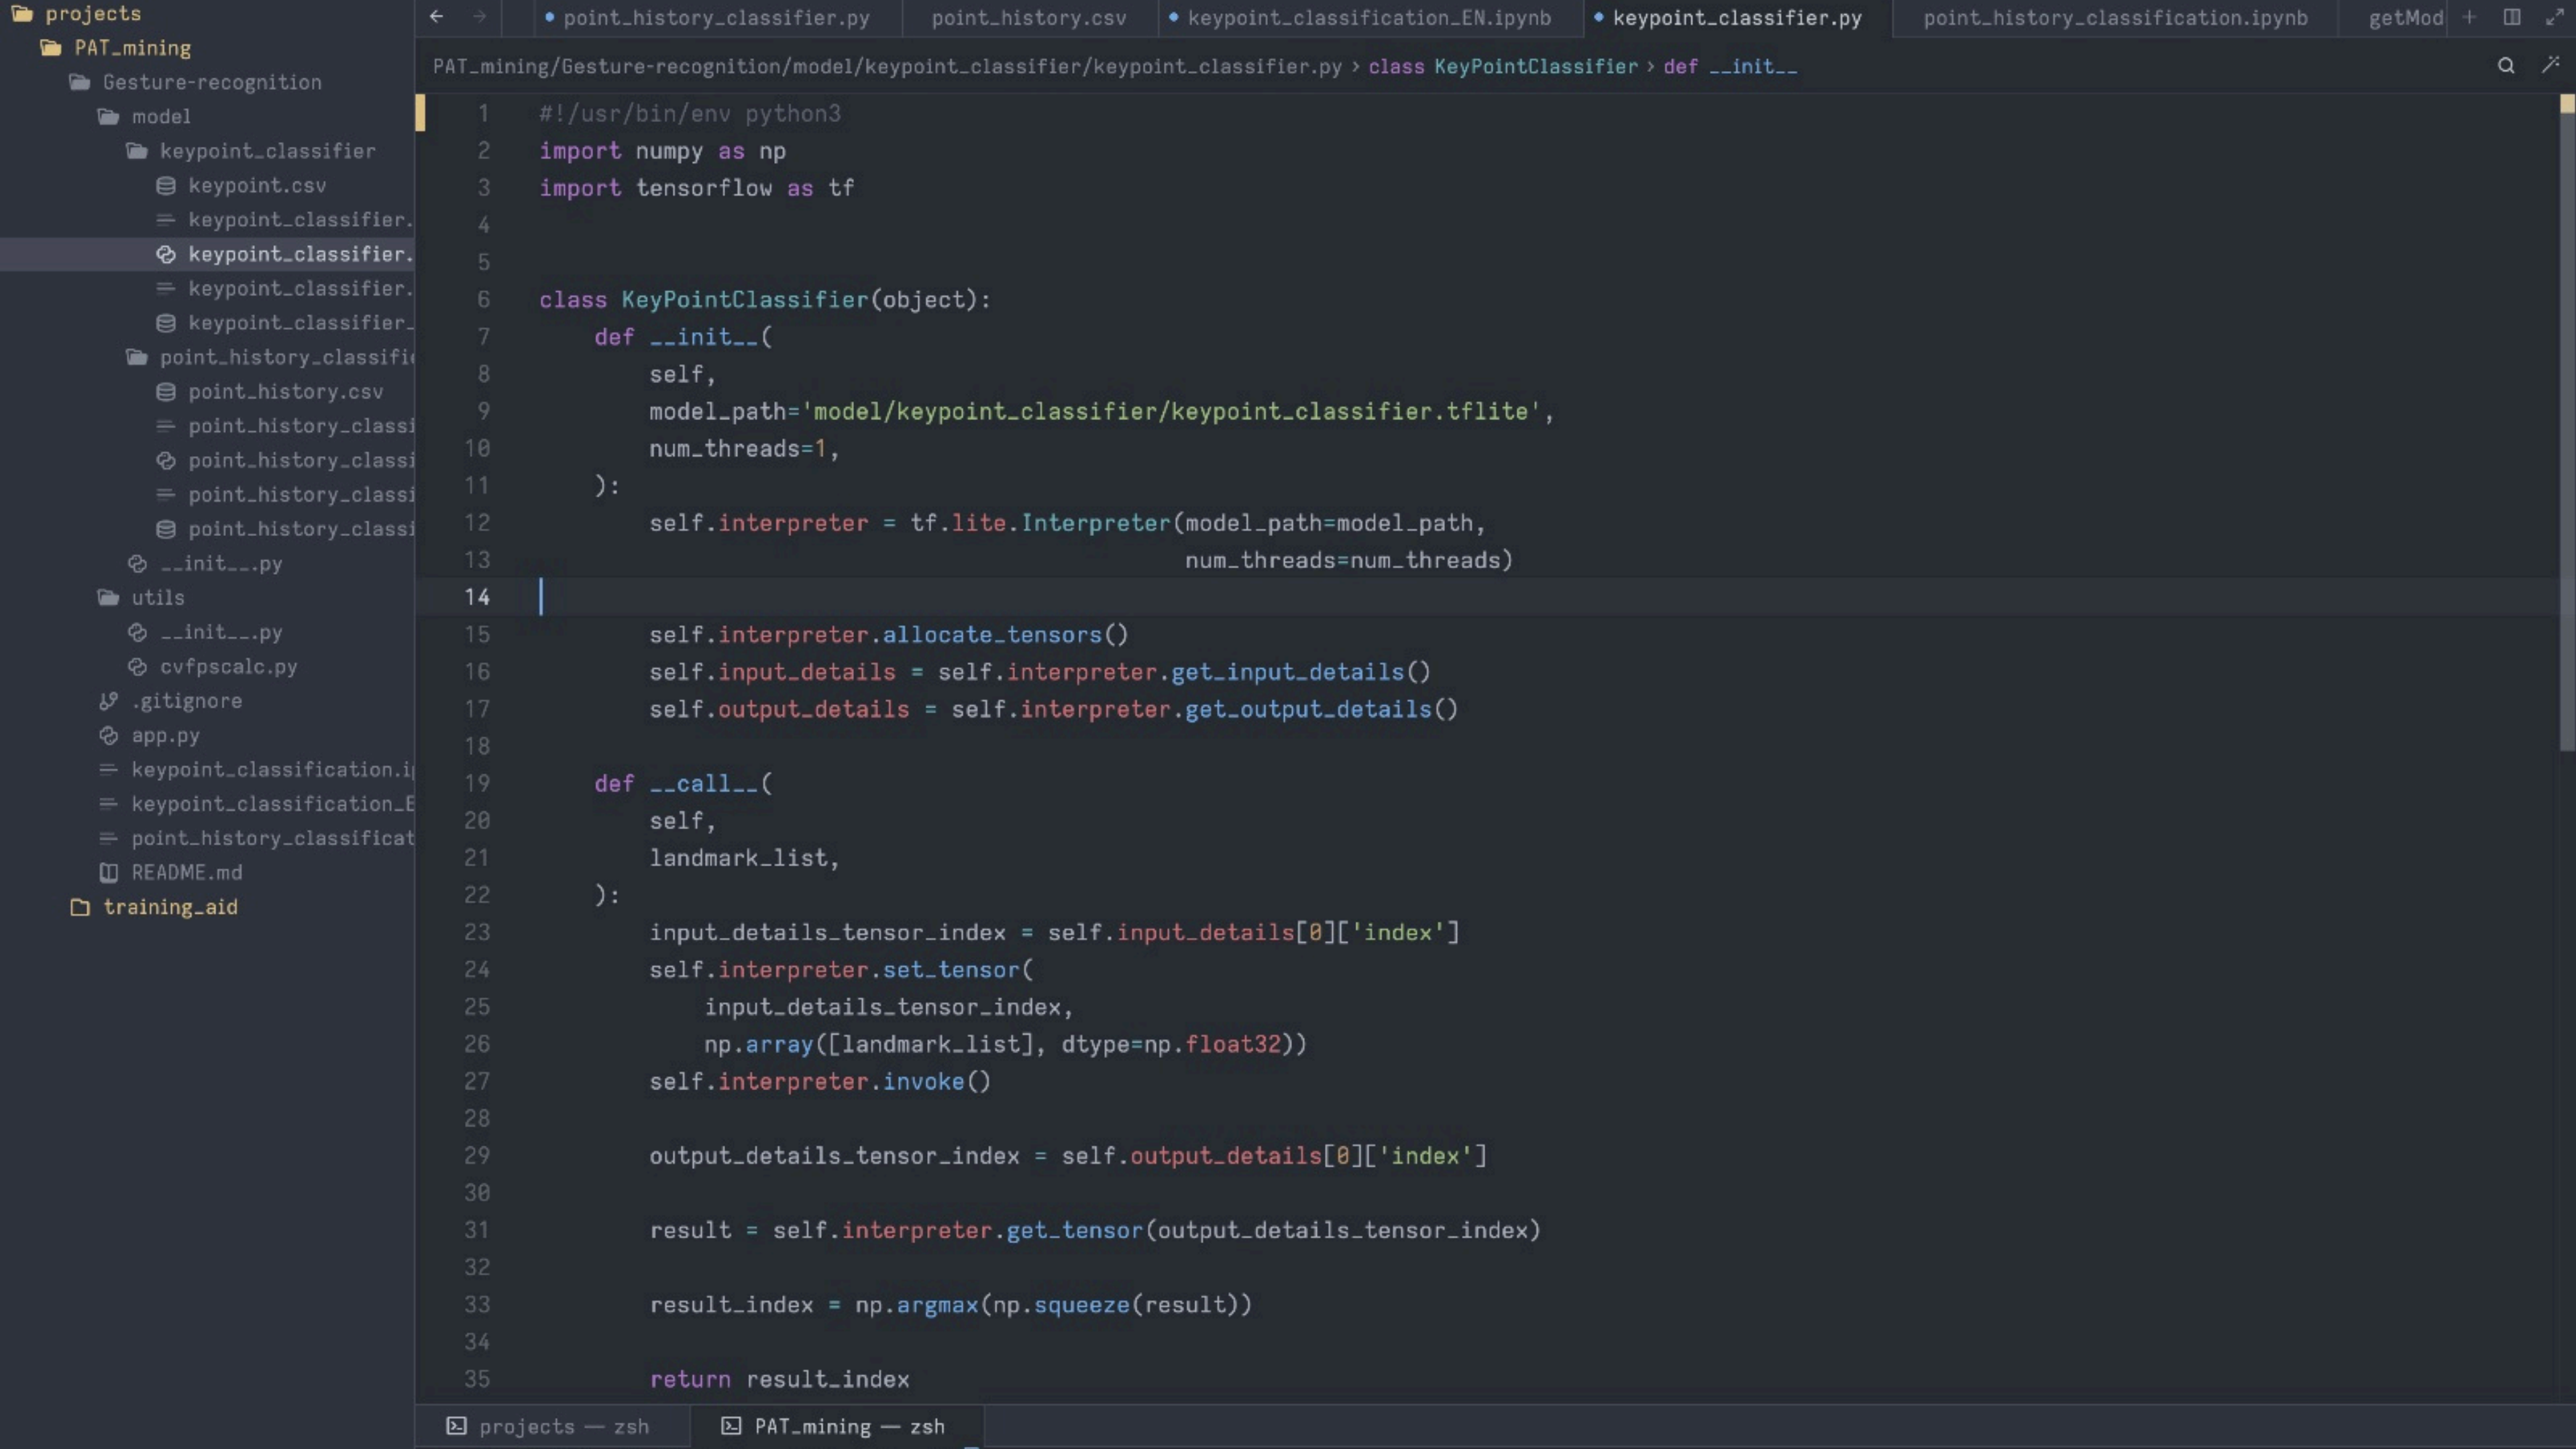 projects
PAT_mining
Gesture-recognition
model
keypoint_classifier
keypoint.csv
keypoint_classifier.
keypoint_classifier.
keypoint_classifier.
keypoint_classifier_
point_history_classifi
point_history.csv
point_history_classi
point_history_classi
point_history_classi
point_history_classi
__init__.py
utils
__init__.py
cvfpscalc.py
.gitignore
app.py
keypoint_classification.i
keypoint_classification_E
point_history_classificat
README.md
training_aid
point_history_classifier.py point_history.csv keypoint_classification_EN.ipynb keypoint_classifier.py point_history_classification.ipynb getMod
PAT_mining/Gesture-recognition/model/keypoint_classifier/keypoint_classifier.py › class KeyPointClassifier › def __init__
1 #!/usr/bin/env python3
2 import numpy as np
3 import tensorflow as tf
4
5
6 class KeyPointClassifier(object):
7     def __init__(
8         self,
9         model_path='model/keypoint_classifier/keypoint_classifier.tflite',
10         num_threads=1,
11     ):
12         self.interpreter = tf.lite.Interpreter(model_path=model_path,
13                                                num_threads=num_threads)
14
15         self.interpreter.allocate_tensors()
16         self.input_details = self.interpreter.get_input_details()
17         self.output_details = self.interpreter.get_output_details()
18
19     def __call__(
20         self,
21         landmark_list,
22     ):
23         input_details_tensor_index = self.input_details[0]['index']
24         self.interpreter.set_tensor(
25             input_details_tensor_index,
26             np.array([landmark_list], dtype=np.float32))
27         self.interpreter.invoke()
28
29         output_details_tensor_index = self.output_details[0]['index']
30
31         result = self.interpreter.get_tensor(output_details_tensor_index)
32
33         result_index = np.argmax(np.squeeze(result))
34
35         return result_index
projects — zsh PAT_mining — zsh